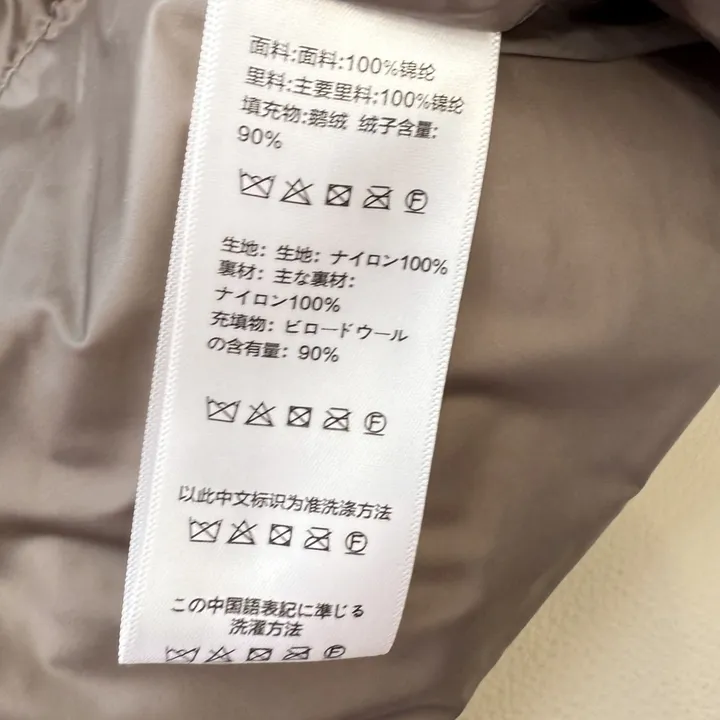 面料:面料:100%锦纶
里料:主要里料:100%锦纶
填充物:鹅绒 绒子含量:
90%
F
生地: 生地: ナイロン100%
裏材: 主な裏材:
ナイロン100%
充填物: ビロードウール
の含有量: 90%
F
以此中文标识为准洗涤方法
F
この中国語表記に準じる
洗濯方法
F